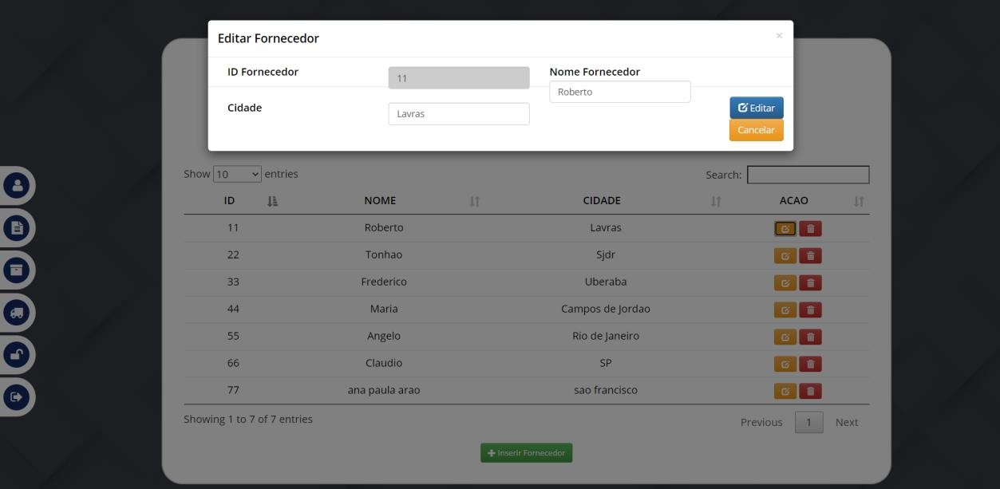 Editar Fornecedor ×
ID Fornecedor 11 Nome Fornecedor
Roberto
Cidade Lavras Editar
Cancelar
Show 10 entries Search:
ID NOME CIDADE ACAO
11 Roberto Lavras
22 Tonhao Sjdr
33 Frederico Uberaba
44 Maria Campos de Jordao
55 Angelo Rio de Janeiro
66 Claudio SP
77 ana paula arao sao francisco
Showing 1 to 7 of 7 entries Previous 1 Next
Inserir Fornecedor